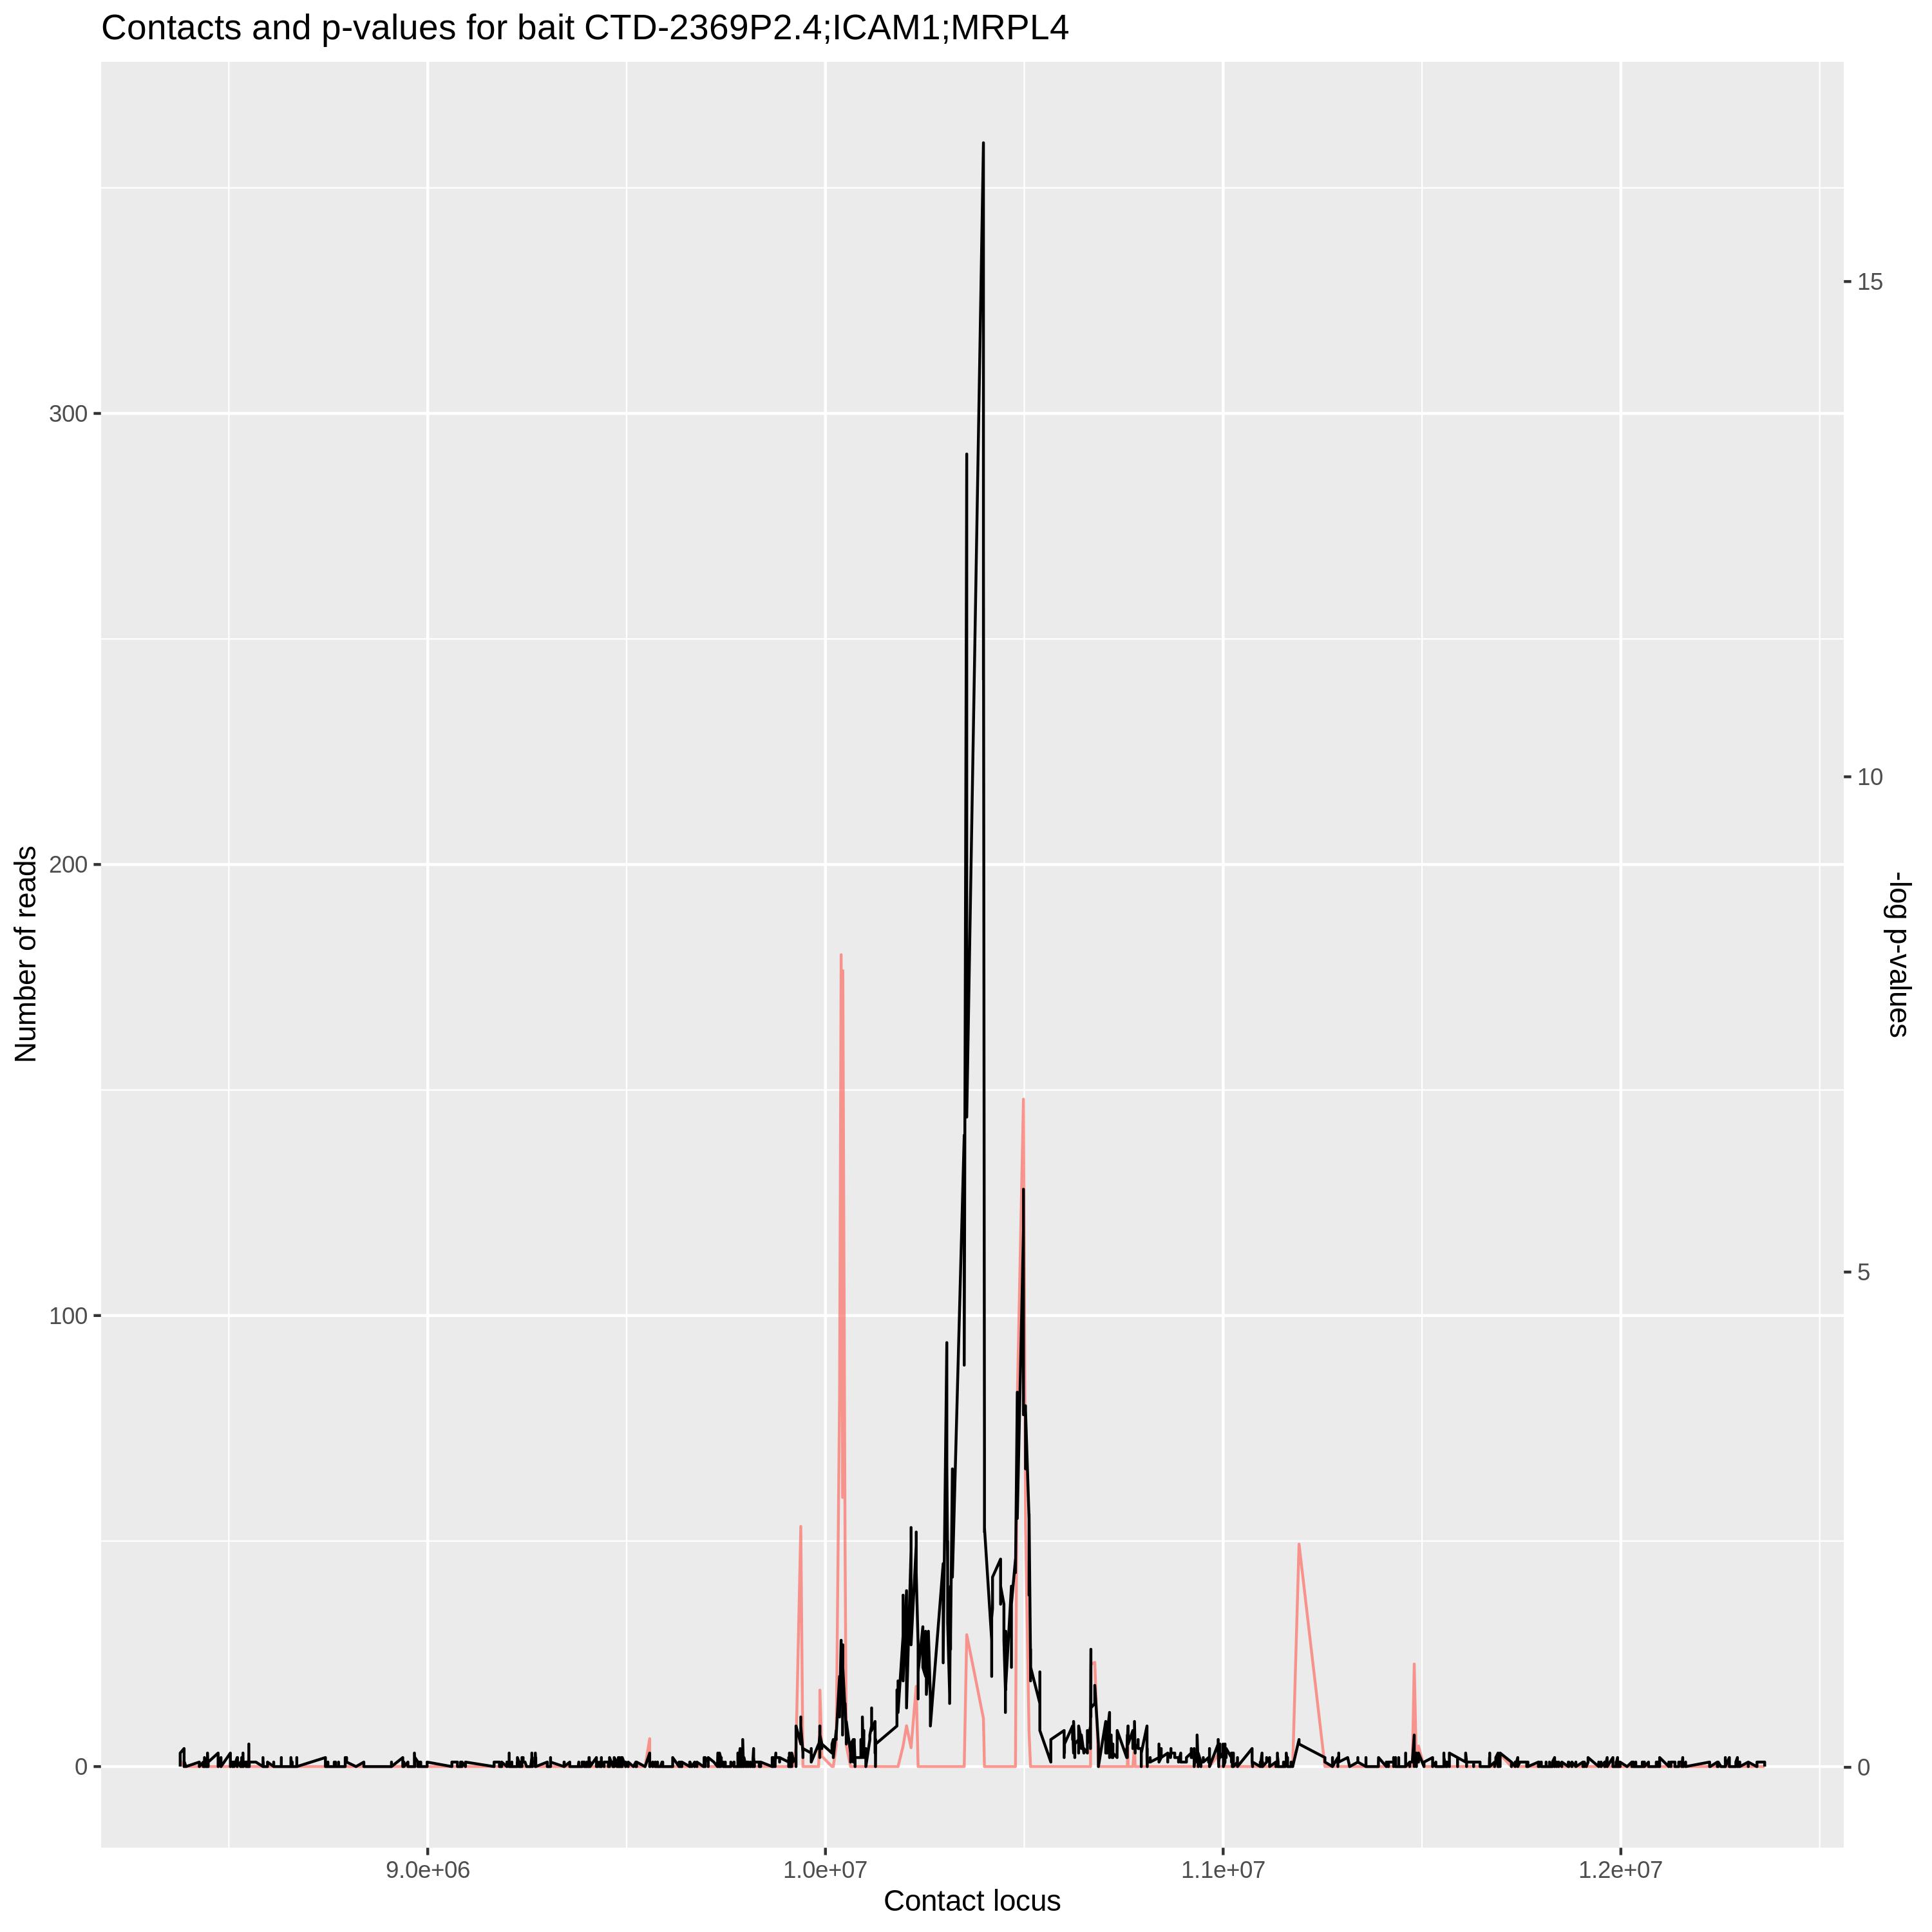 Contacts and p-values for bait CTD-2369P2.4;ICAM1;MRPL4
300
200
100
0
Number of reads
15
10
5
0
-log p-values
9.0e+06
1.0e+07
1.1e+07
1.2e+07
Contact locus